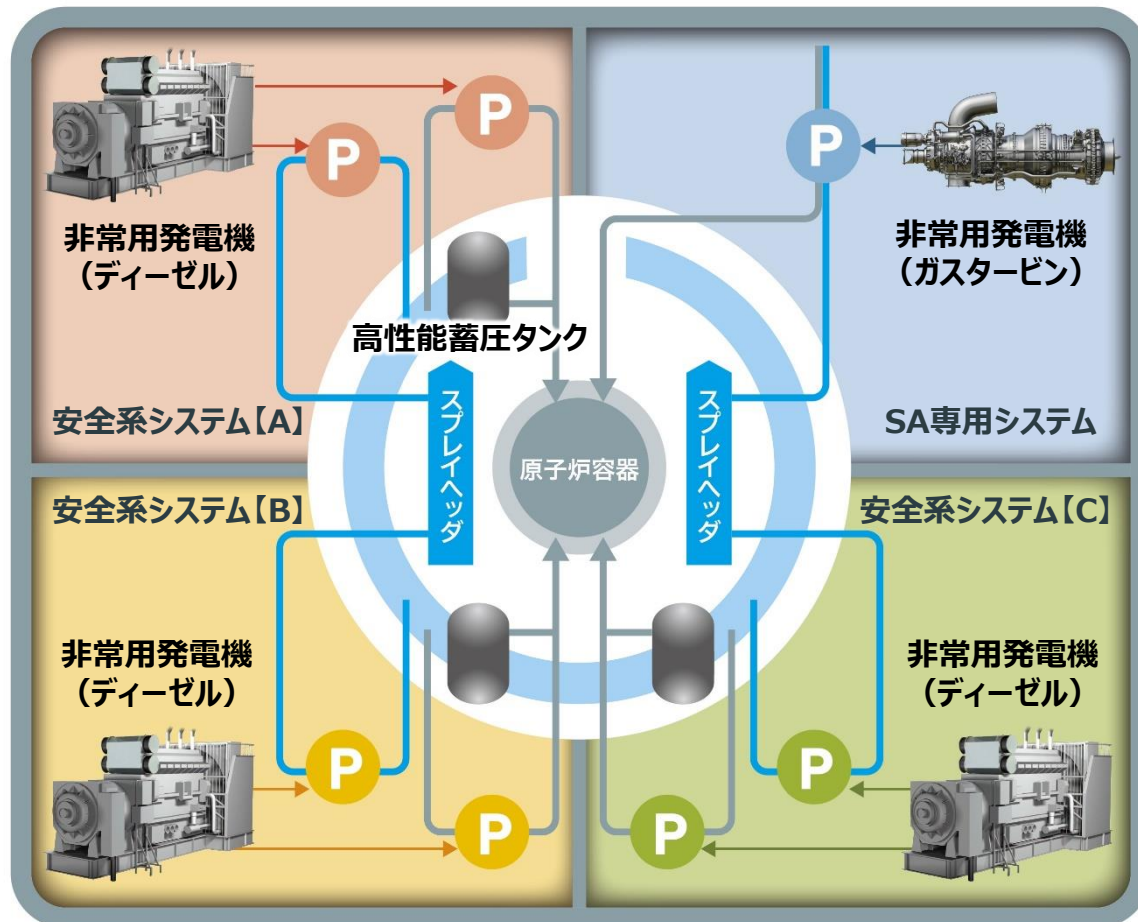 P
P
P
非常用発電機
（ディーゼル）
非常用発電機
（ガスタービン）
高性能蓄圧タンク
安全系システム【A】
スプレイヘッダ
原子炉容器
スプレイヘッダ
SA専用システム
安全系システム【B】
安全系システム【C】
非常用発電機
（ディーゼル）
非常用発電機
（ディーゼル）
P
P
P
P